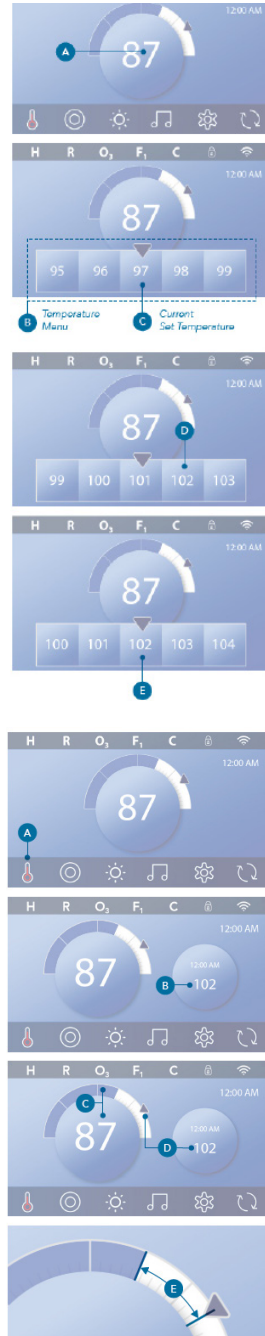 12:00 AM
A
87
H R O₃ F₁ C
12:00 AM
87
95 96 97 98 99
B Temperature Menu
C Current Set Temperature
H R O₃ F₁ C
12:00 AM
87
D
99 100 101 102 103
H R O₃ F₁ C
12:00 AM
87
100 101 102 103 104
E
H R O₃ F₁ C
12:00 AM
87
A
H R O₃ F₁ C
12:00 AM
87
12:00 AM
B 102
H R O₃ F₁ C
12:00 AM
C
87
12:00 AM
D 102
E